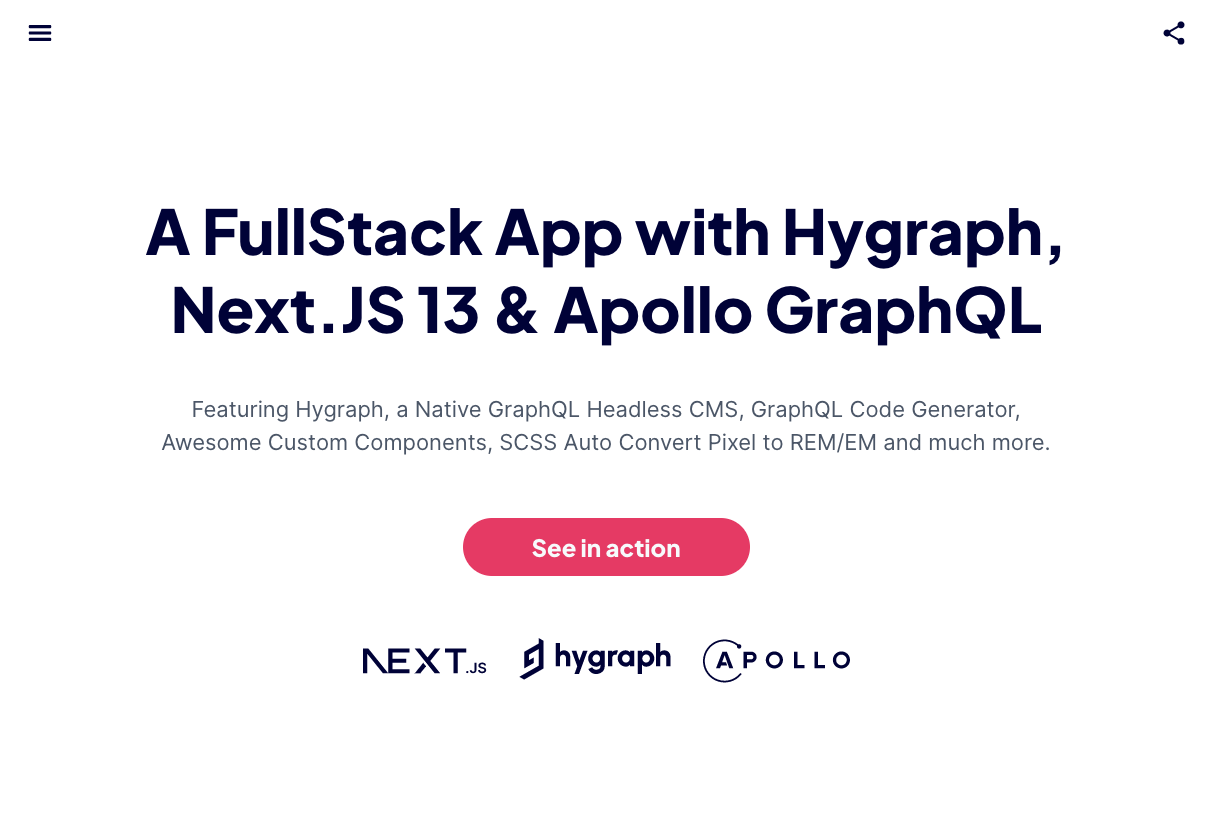 A FullStack App with Hygraph,
Next.JS 13 & Apollo GraphQL
Featuring Hygraph, a Native GraphQL Headless CMS, GraphQL Code Generator,
Awesome Custom Components, SCSS Auto Convert Pixel to REM/EM and much more.
See in action
NEXT.JS hygraph APOLLO